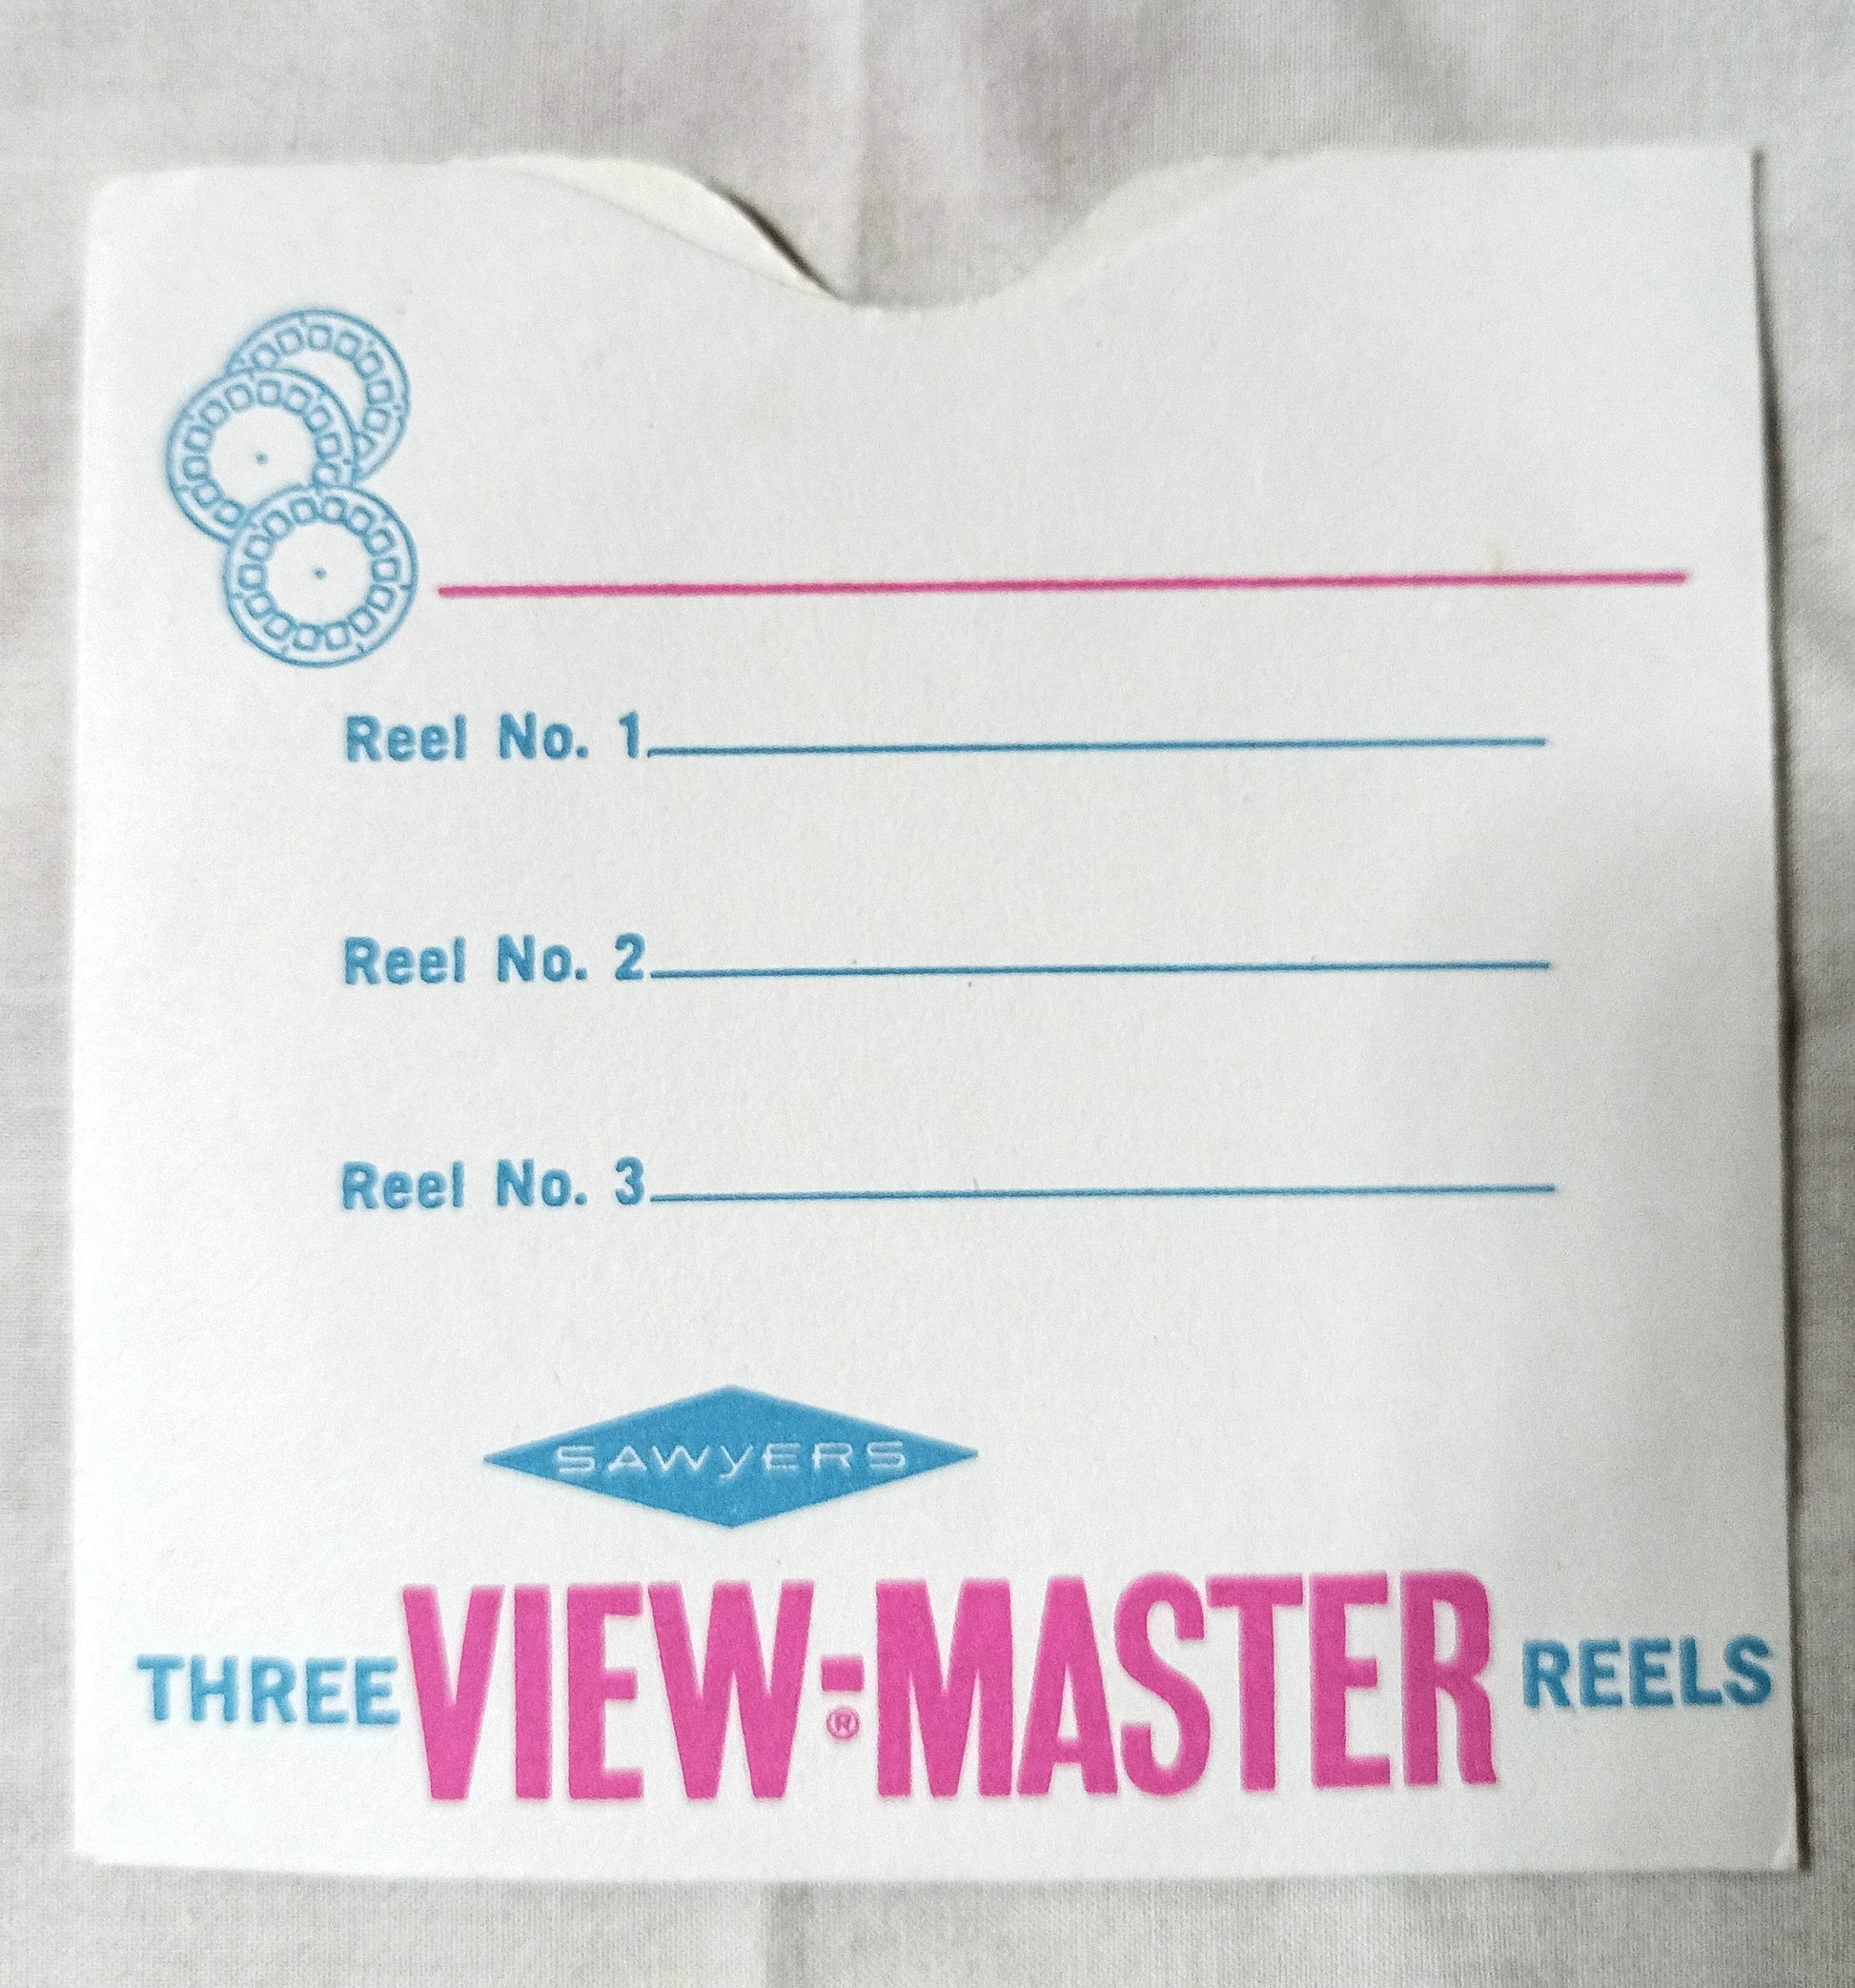 Reel No. 1
Reel No. 2
Reel No. 3
SAWYERS
THREE VIEW-MASTER® REELS